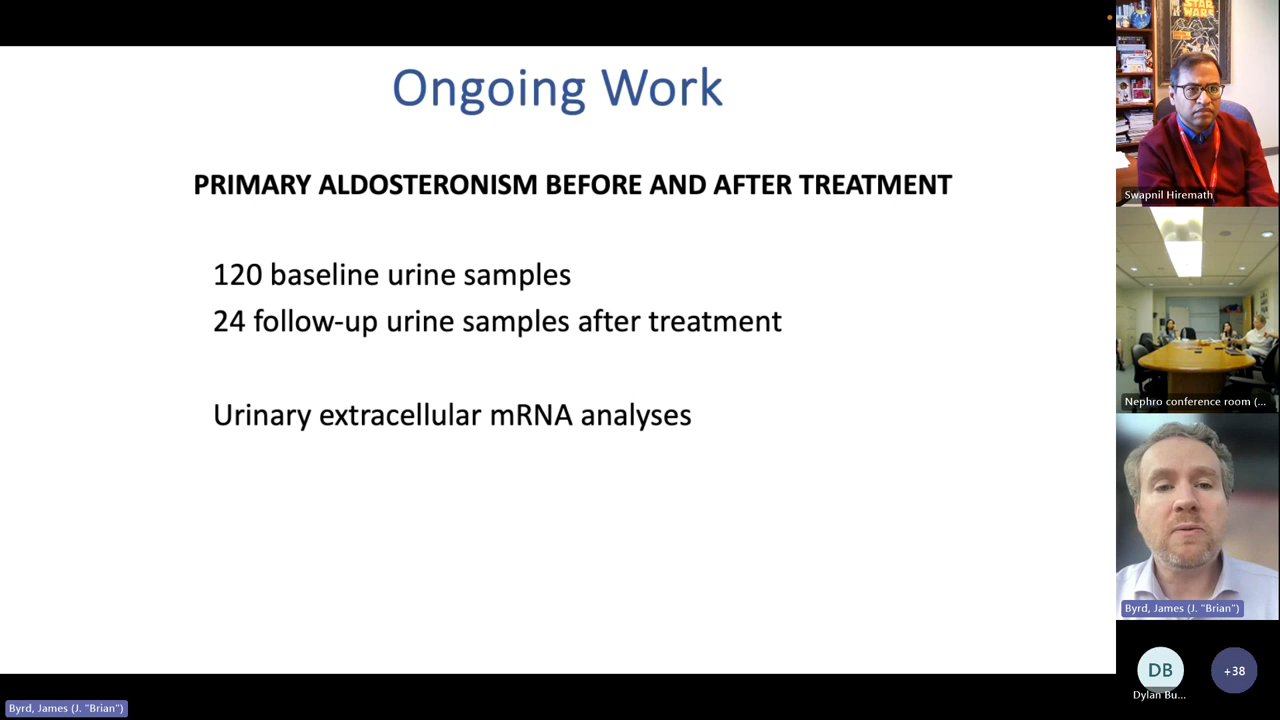 Ongoing Work
PRIMARY ALDOSTERONISM BEFORE AND AFTER TREATMENT
120 baseline urine samples
24 follow-up urine samples after treatment
Urinary extracellular mRNA analyses
STAR
WARS
Swapnil Hiremath
Nephro conference room (...
Byrd, James (J. "Brian")
DB
Dylan Bu...
+38
Byrd, James (J. "Brian")